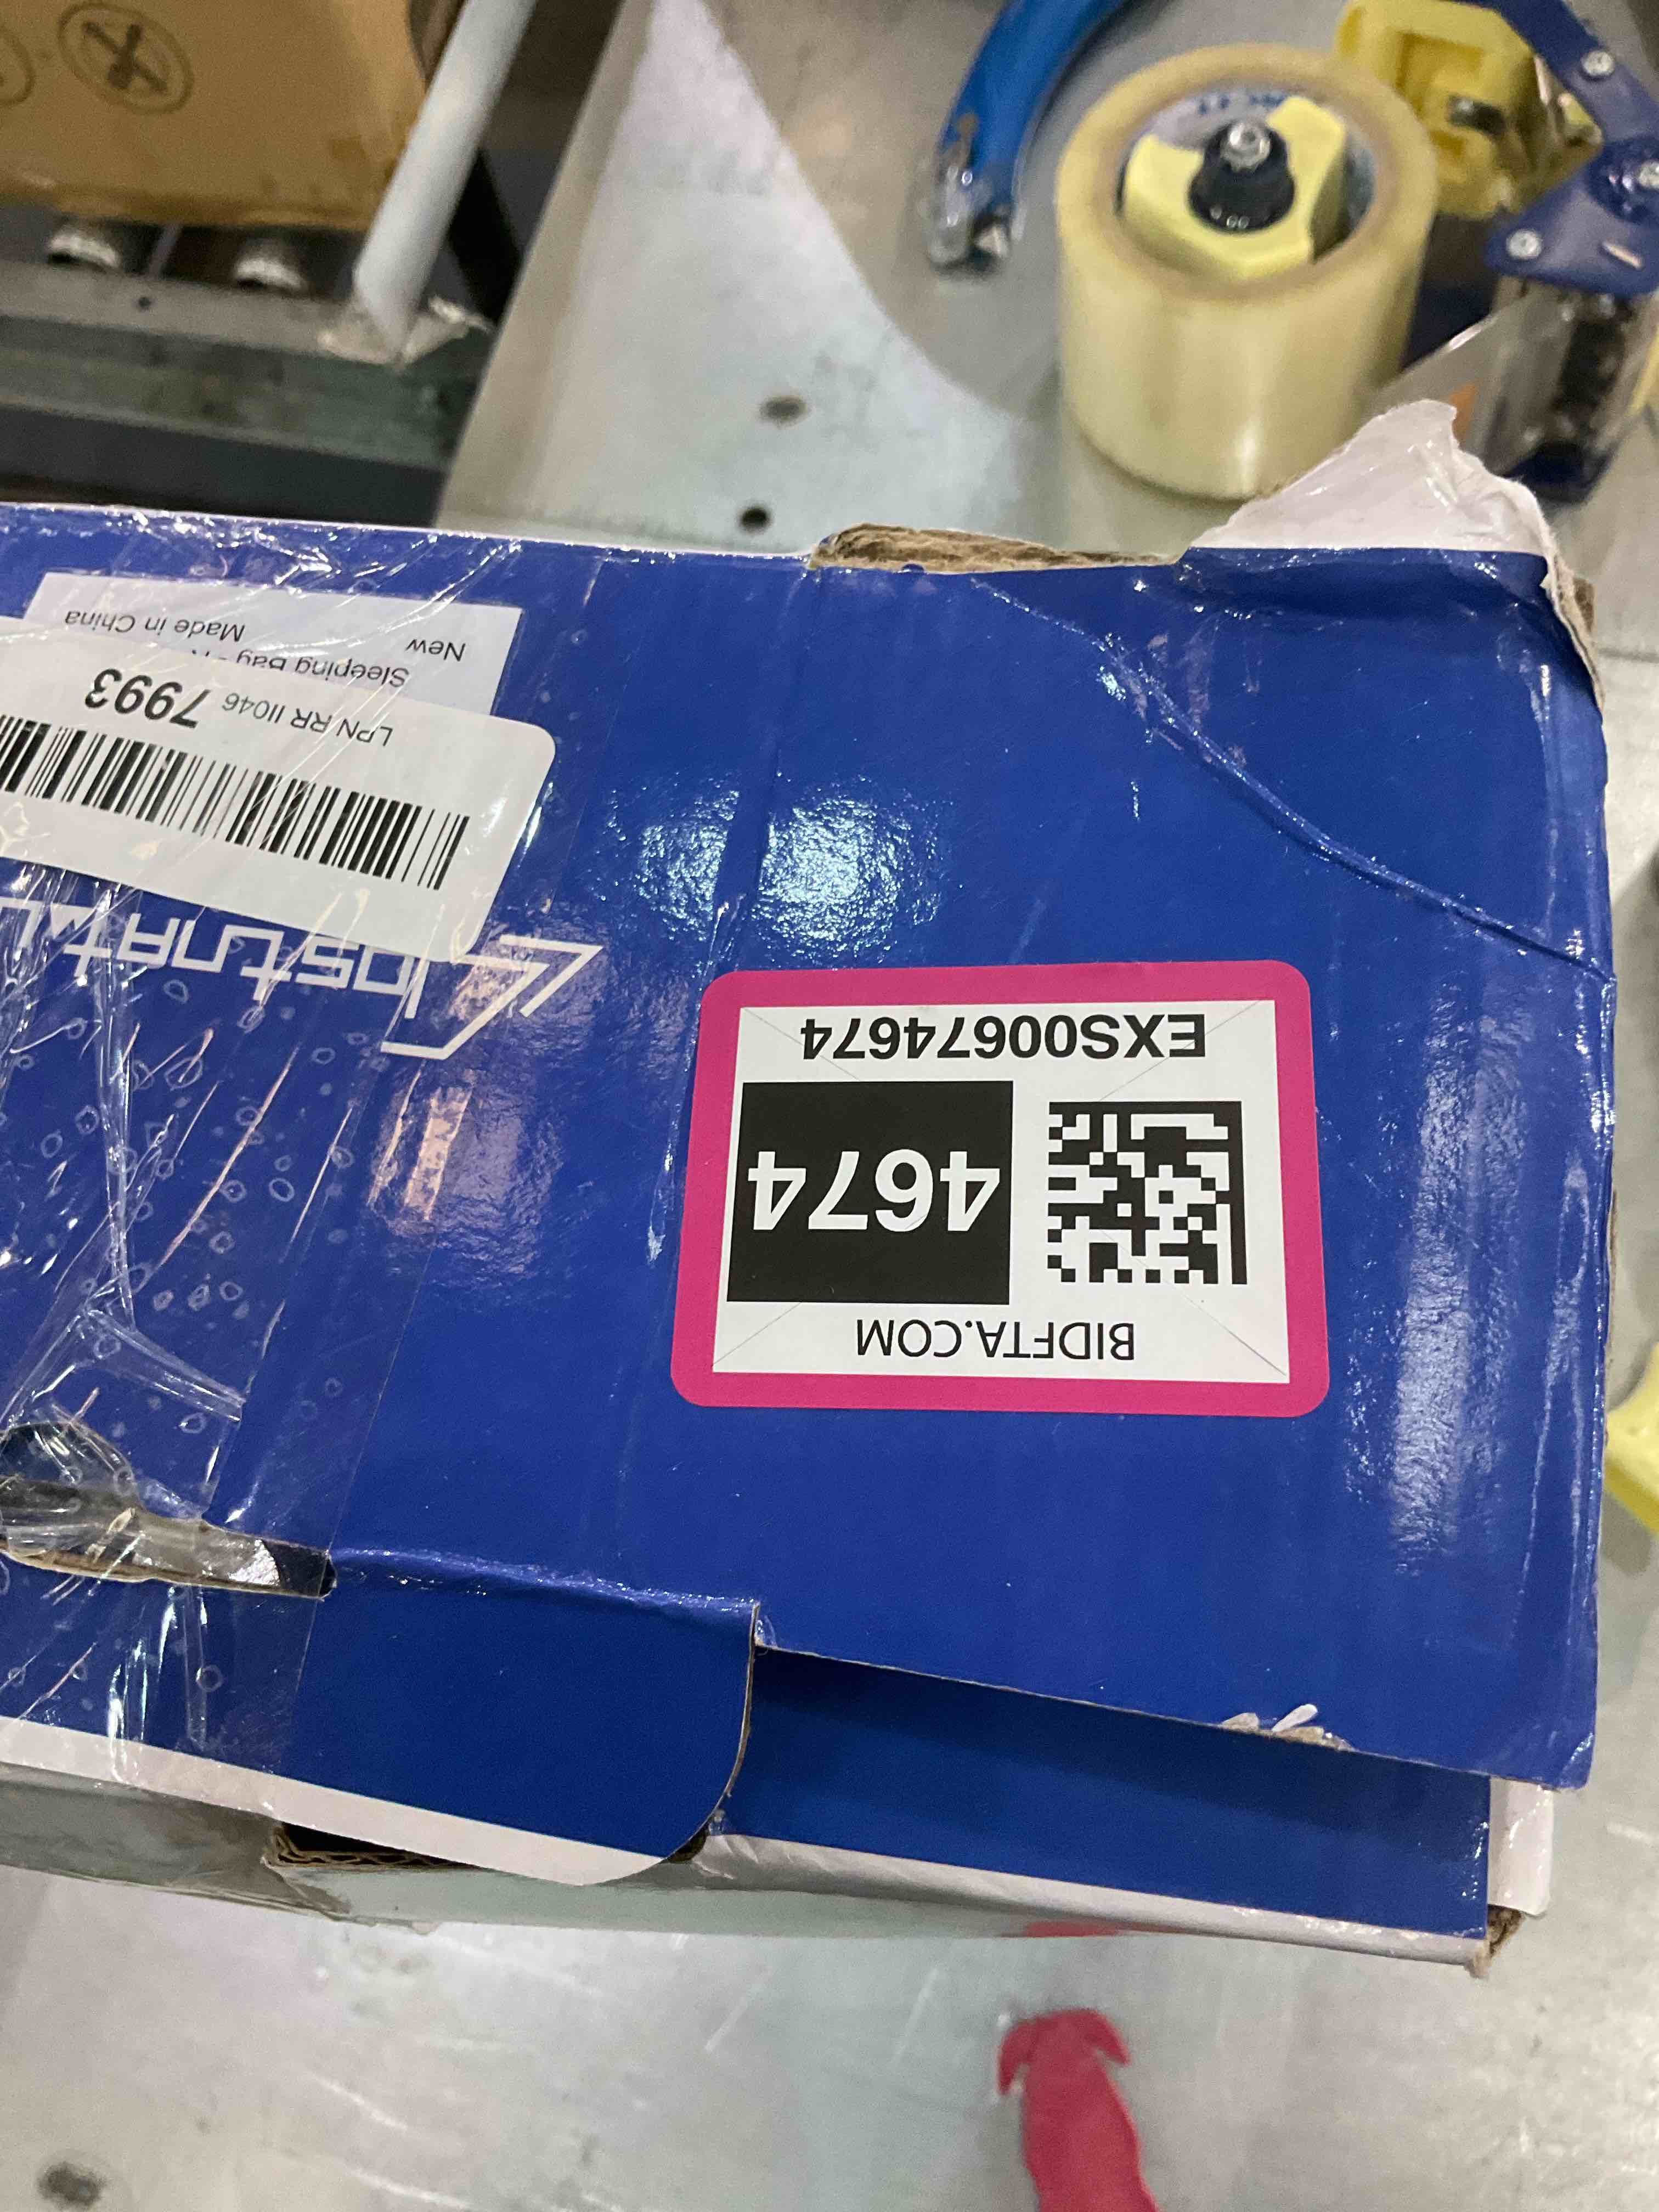 BIDFTA.COM
4674
EXS00674674
LPN RR II046 7993
Sleeping Bag
New
Made in China